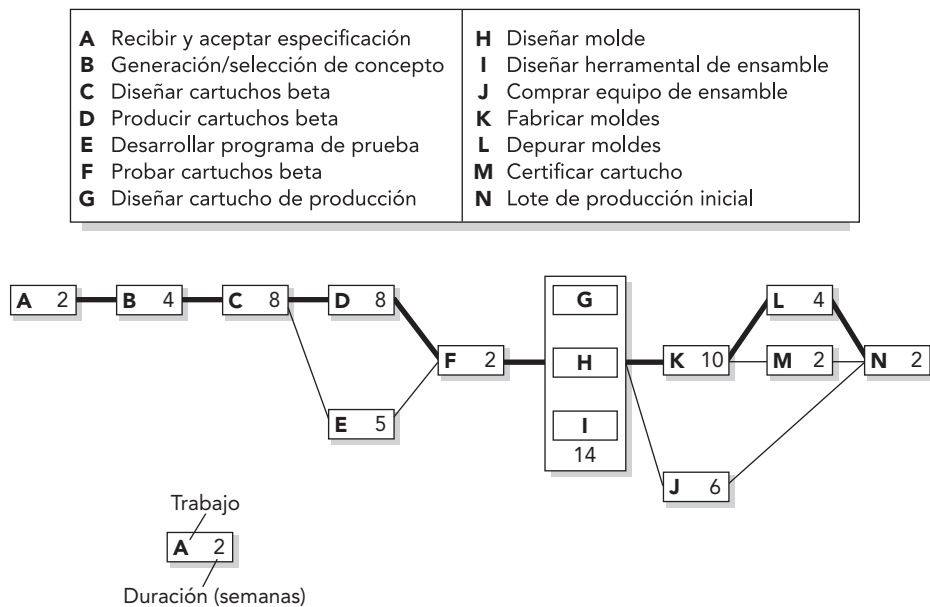 A Recibir y aceptar especificación
B Generación/selección de concepto
C Diseñar cartuchos beta
D Producir cartuchos beta
E Desarrollar programa de prueba
F Probar cartuchos beta
G Diseñar cartucho de producción
H Diseñar molde
I Diseñar herramental de ensamble
J Comprar equipo de ensamble
K Fabricar moldes
L Depurar moldes
M Certificar cartucho
N Lote de producción inicial
A 2
B 4
C 8
D 8
E 5
F 2
G
H
I
14
K 10
L 4
M 2
N 2
J 6
Trabajo
A 2
Duración (semanas)